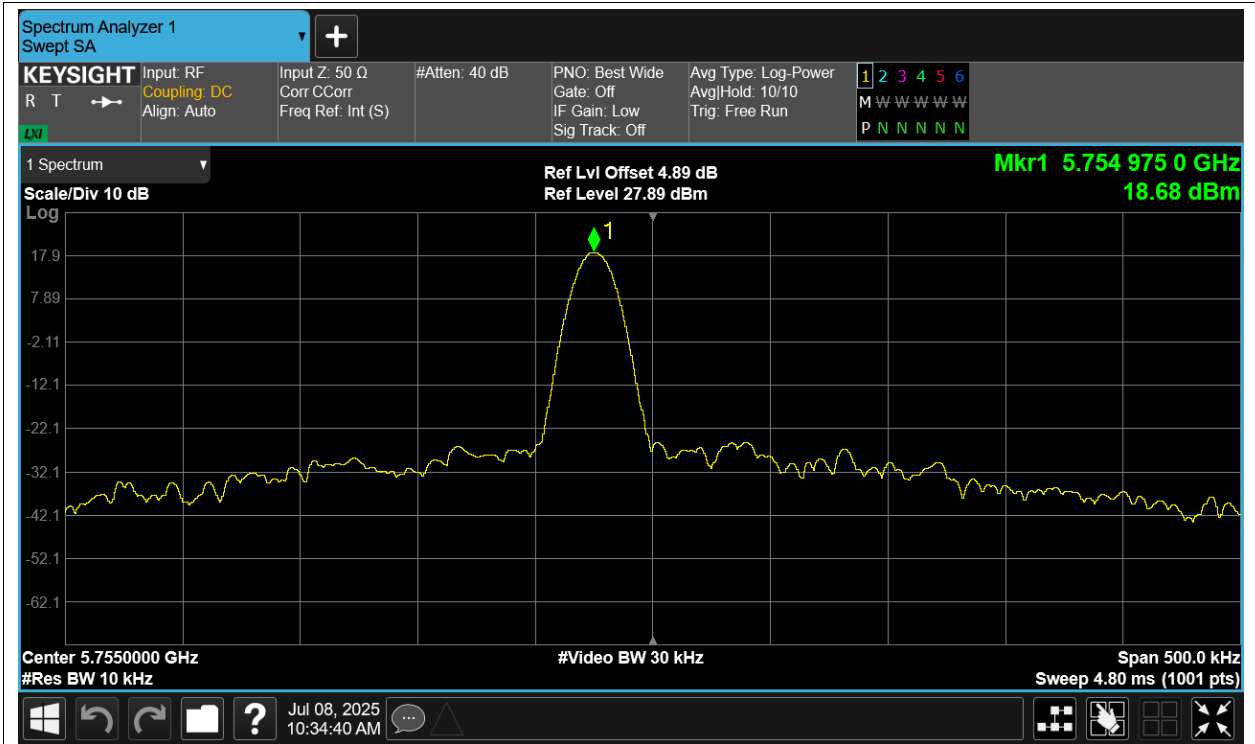 Spectrum Analyzer 1
Swept SA
KEYSIGHT
R T
LXI
Input: RF
Coupling: DC
Align: Auto
Input Z: 50 Ω
Corr CCorr
Freq Ref: Int (S)
#Atten: 40 dB
PNO: Best Wide
Gate: Off
IF Gain: Low
Sig Track: Off
Avg Type: Log-Power
Avg|Hold: 10/10
Trig: Free Run
1 2 3 4 5 6
M W W W W W
P N N N N N
1 Spectrum
Scale/Div 10 dB
Log
Ref Lvl Offset 4.89 dB
Ref Level 27.89 dBm
Mkr1 5.754 975 0 GHz
18.68 dBm
1
17.9
7.89
-2.11
-12.1
-22.1
-32.1
-42.1
-52.1
-62.1
Center 5.7550000 GHz
#Res BW 10 kHz
#Video BW 30 kHz
Span 500.0 kHz
Sweep 4.80 ms (1001 pts)
?
Jul 08, 2025
10:34:40 AM